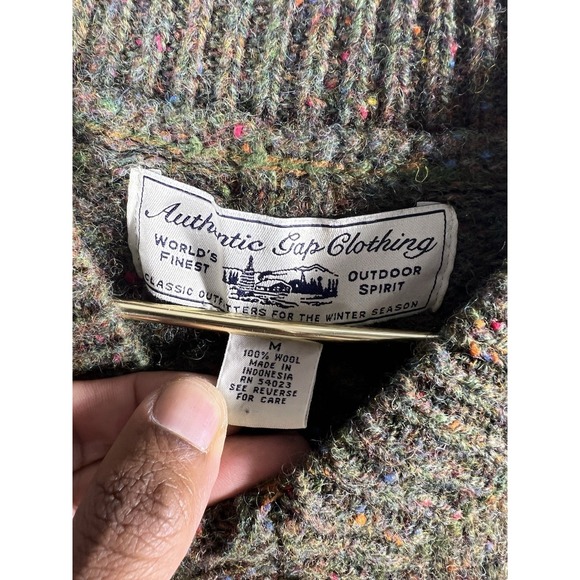 Authentic Gap Clothing
WORLD'S FINEST
OUTDOOR SPIRIT
CLASSIC OUTFITTERS FOR THE WINTER SEASON
M
100% WOOL
MADE IN
INDONESIA
RN 54023
SEE REVERSE
FOR CARE